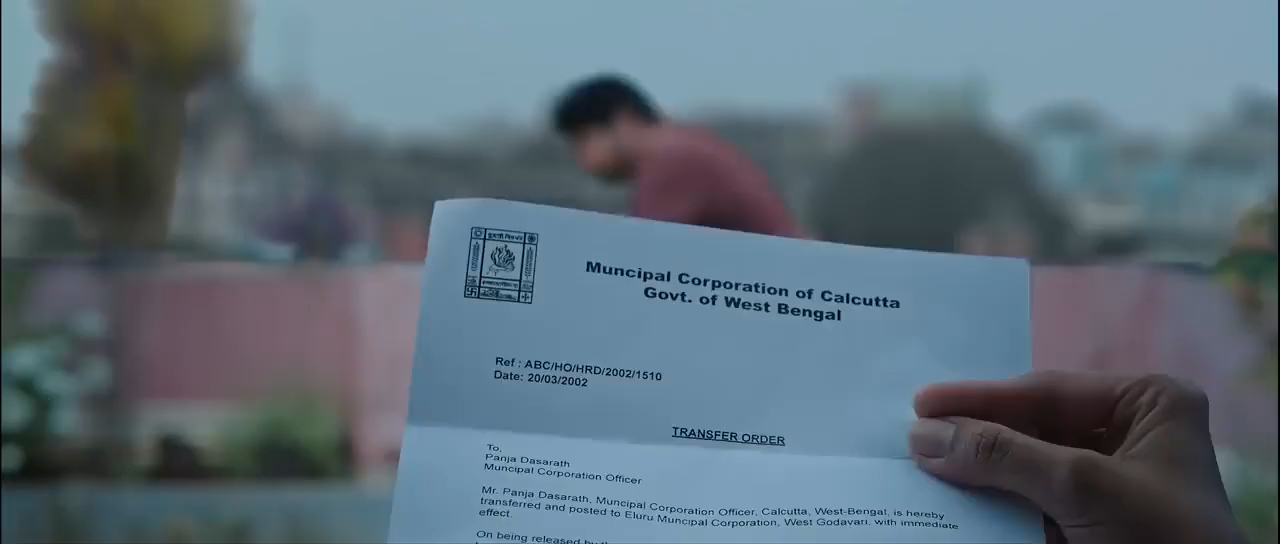 Muncipal Corporation of Calcutta
Govt. of West Bengal
Ref : ABC/HO/HRD/2002/1510
Date: 20/03/2002
TRANSFER ORDER
To,
Panja Dasarath
Muncipal Corporation Officer
Mr. Panja Dasarath, Muncipal Corporation Officer, Calcutta, West-Bengal, is hereby
transferred and posted to Eluru Muncipal Corporation, West Godavari, with immediate
effect.
On being released by